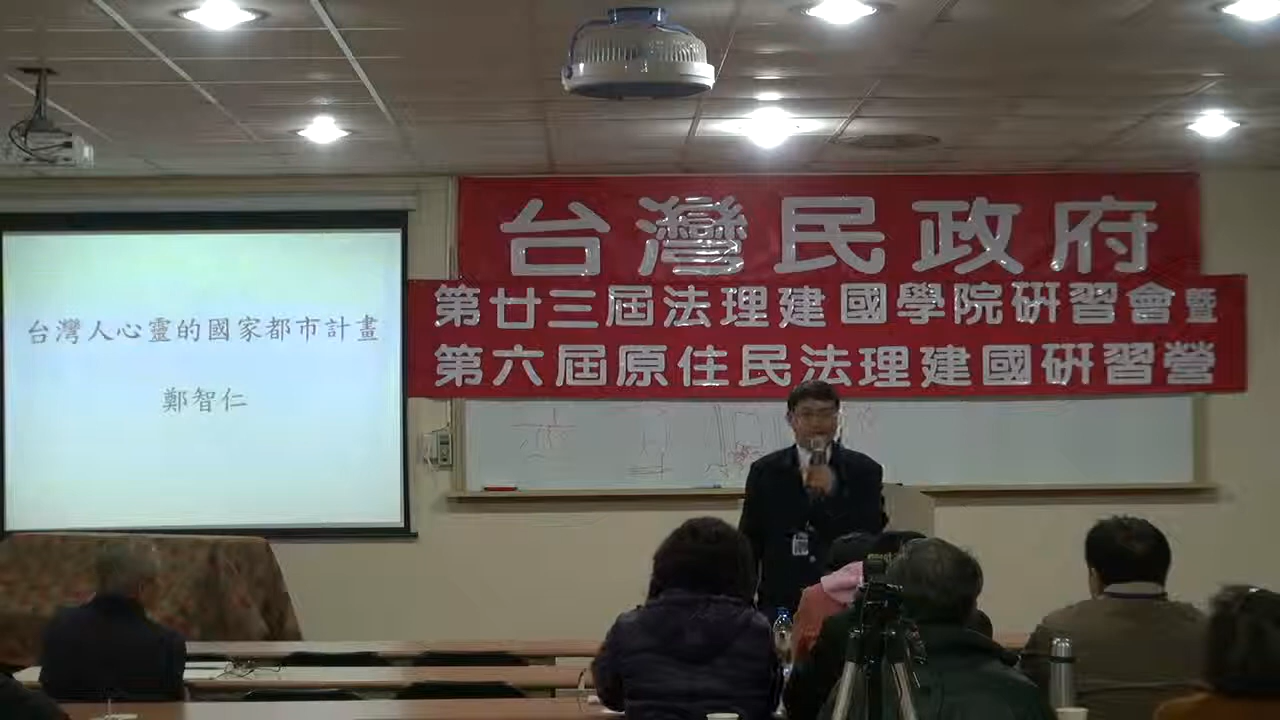 台灣民政府
第廿三屆法理建國學院研習會暨
第六屆原住民法理建國研習營
台灣人心靈的國家都市計畫
鄭智仁